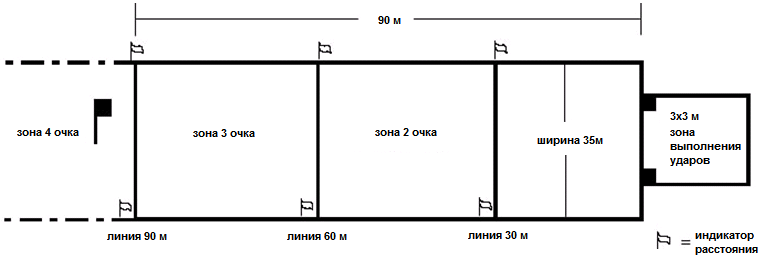 90 м
зона 4 очка
зона 3 очка
зона 2 очка
ширина 35м
3х3 м
зона
выполнения
ударов
линия 90 м
линия 60 м
линия 30 м
= индикатор
расстояния